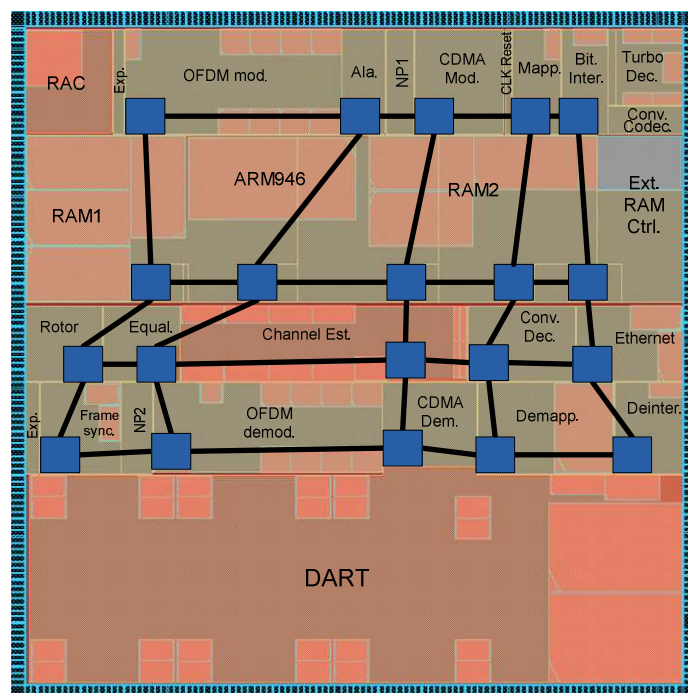 RAC
Exp.
OFDM mod.
Ala.
NP1
CDMA
Mod.
CLK Reset
Mapp.
Bit.
Inter.
Turbo
Dec.
Conv.
Codec.
RAM1
ARM946
RAM2
Ext.
RAM
Ctrl.
Rotor
Equal.
Channel Est.
Conv.
Dec.
Ethernet
Exp.
Frame
sync.
NP2
OFDM
demod.
CDMA
Dem.
Demapp.
Deinter.
DART